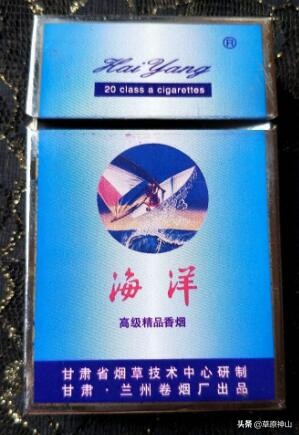 Hai Yang
R
20 class a cigarettes
海洋
高级精品香烟
甘肃省烟草技术中心研制
甘肃·兰州卷烟厂出品
头条@草原神山